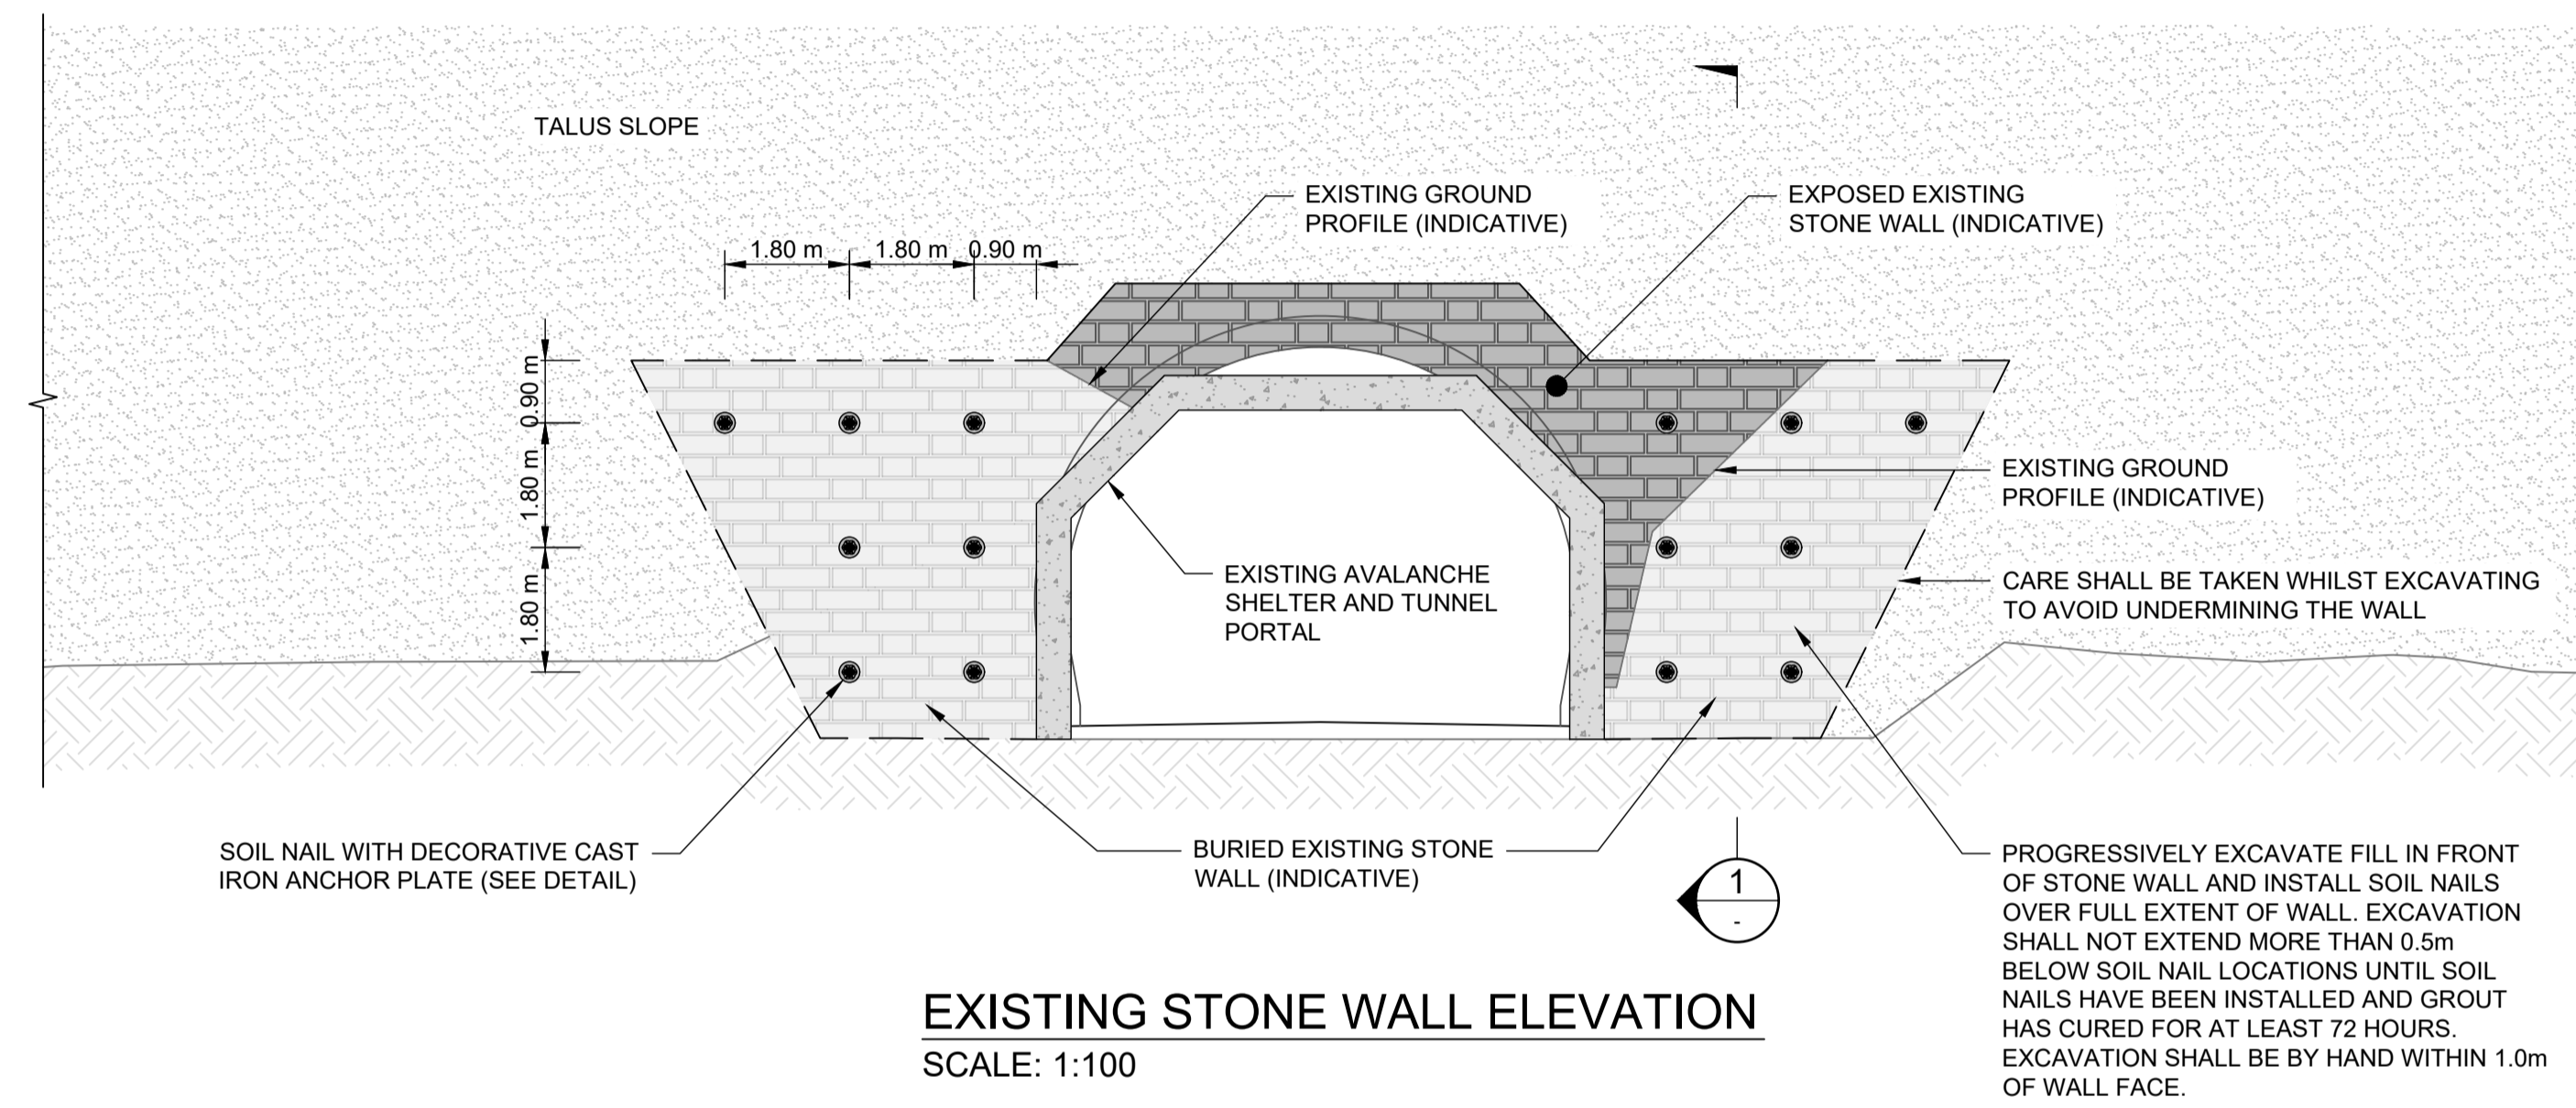 TALUS SLOPE
EXISTING GROUND
PROFILE (INDICATIVE)
EXPOSED EXISTING
STONE WALL (INDICATIVE)
1.80 m
1.80 m
0.90 m
0.90 m
1.80 m
1.80 m
EXISTING GROUND
PROFILE (INDICATIVE)
EXISTING AVALANCHE
SHELTER AND TUNNEL
PORTAL
CARE SHALL BE TAKEN WHILST EXCAVATING
TO AVOID UNDERMINING THE WALL
SOIL NAIL WITH DECORATIVE CAST
IRON ANCHOR PLATE (SEE DETAIL)
BURIED EXISTING STONE
WALL (INDICATIVE)
1
-
PROGRESSIVELY EXCAVATE FILL IN FRONT
OF STONE WALL AND INSTALL SOIL NAILS
OVER FULL EXTENT OF WALL. EXCAVATION
SHALL NOT EXTEND MORE THAN 0.5m
BELOW SOIL NAIL LOCATIONS UNTIL SOIL
NAILS HAVE BEEN INSTALLED AND GROUT
HAS CURED FOR AT LEAST 72 HOURS.
EXCAVATION SHALL BE BY HAND WITHIN 1.0m
OF WALL FACE.
EXISTING STONE WALL ELEVATION
SCALE: 1:100